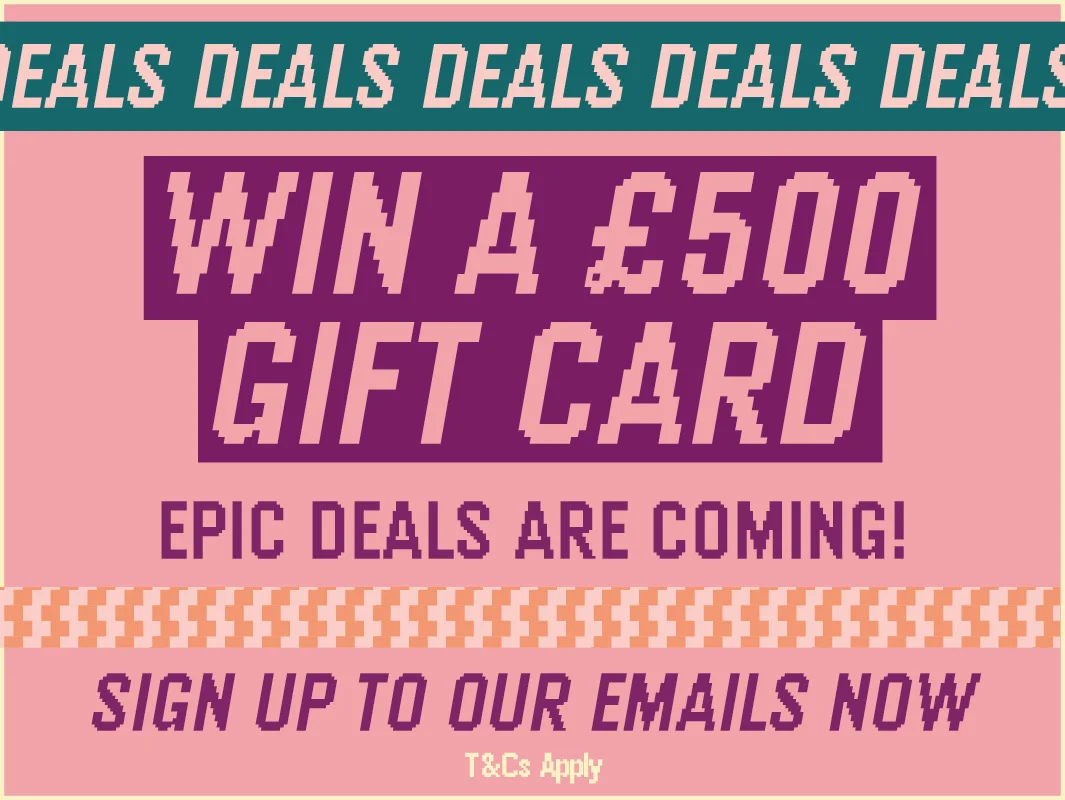 DEALS DEALS DEALS DEALS DEALS
WIN A £500
GIFT CARD
EPIC DEALS ARE COMING!
SIGN UP TO OUR EMAILS NOW
T&Cs Apply